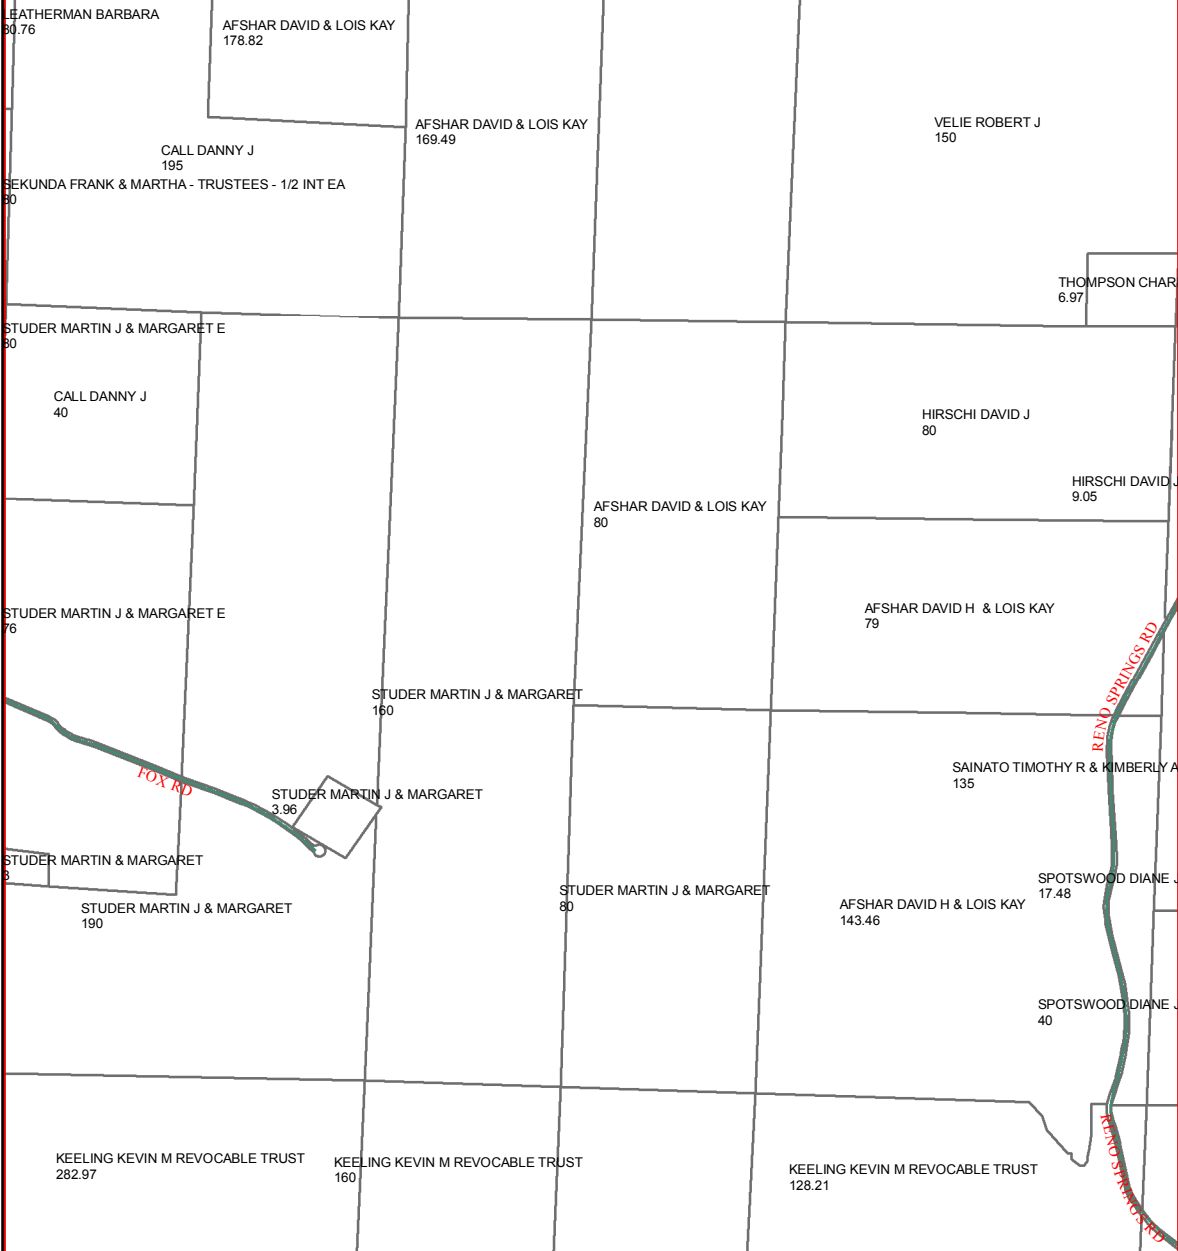 LEATHERMAN BARBARA
80.76
AFSHAR DAVID & LOIS KAY
178.82
AFSHAR DAVID & LOIS KAY
169.49
VELIE ROBERT J
150
CALL DANNY J
195
SEKUNDA FRANK & MARTHA - TRUSTEES - 1/2 INT EA
80
THOMPSON CHAR
6.97
STUDER MARTIN J & MARGARET E
80
CALL DANNY J
40
HIRSCHI DAVID J
80
HIRSCHI DAVID J
9.05
AFSHAR DAVID & LOIS KAY
80
AFSHAR DAVID H & LOIS KAY
79
STUDER MARTIN J & MARGARET E
76
RENO SPRINGS RD
STUDER MARTIN J & MARGARET
160
FOX RD
STUDER MARTIN J & MARGARET
3.96
SAINATO TIMOTHY R & KIMBERLY A
135
STUDER MARTIN & MARGARET
3
STUDER MARTIN J & MARGARET
190
STUDER MARTIN J & MARGARET
80
AFSHAR DAVID H & LOIS KAY
143.46
SPOTSWOOD DIANE J
17.48
SPOTSWOOD DIANE J
40
KEELING KEVIN M REVOCABLE TRUST
282.97
KEELING KEVIN M REVOCABLE TRUST
160
KEELING KEVIN M REVOCABLE TRUST
128.21
RENO SPRINGS RD